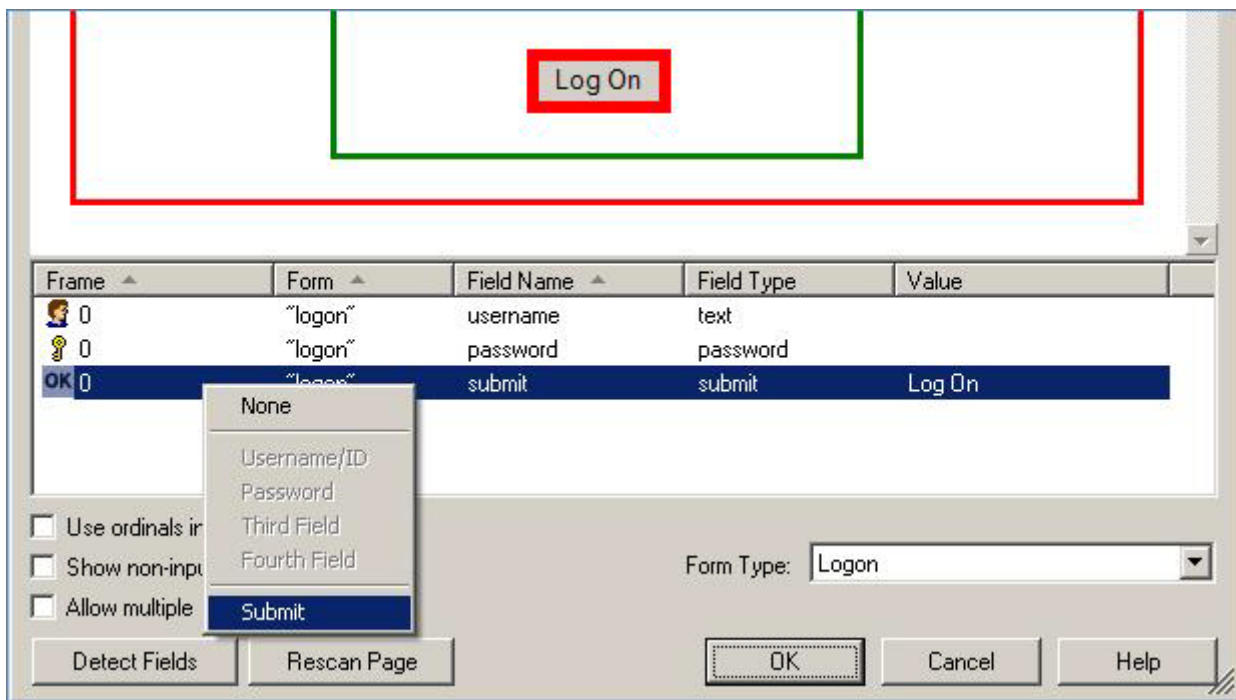 Log On
Frame Form Field Name Field Type Value
0 "logon" username text
0 "logon" password password
OK 0 "logon" submit submit Log On
None
Username/ID
Password
Third Field
Fourth Field
Submit
Use ordinals
Show non-inpu
Allow multiple
Form Type: Logon
Detect Fields Rescan Page OK Cancel Help